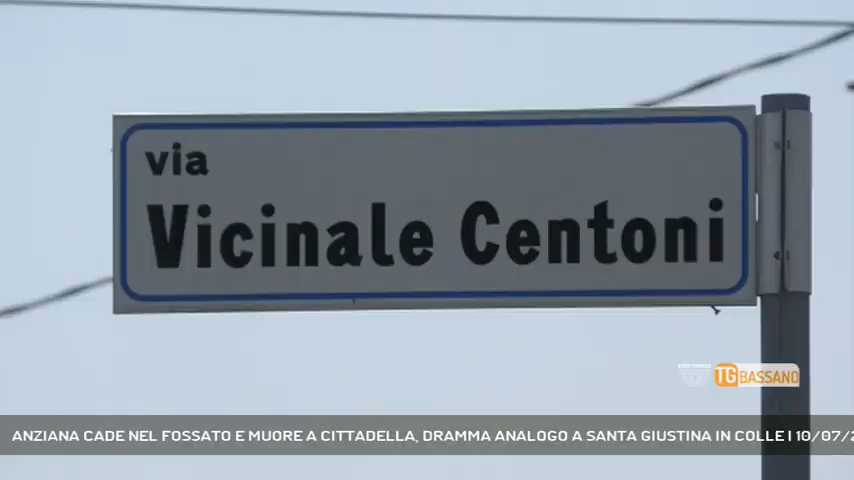 via
Vicinale Centoni
TG BASSANO
ANZIANA CADE NEL FOSSATO E MUORE A CITTADELLA, DRAMMA ANALOGO A SANTA GIUSTINA IN COLLE | 10/07/2